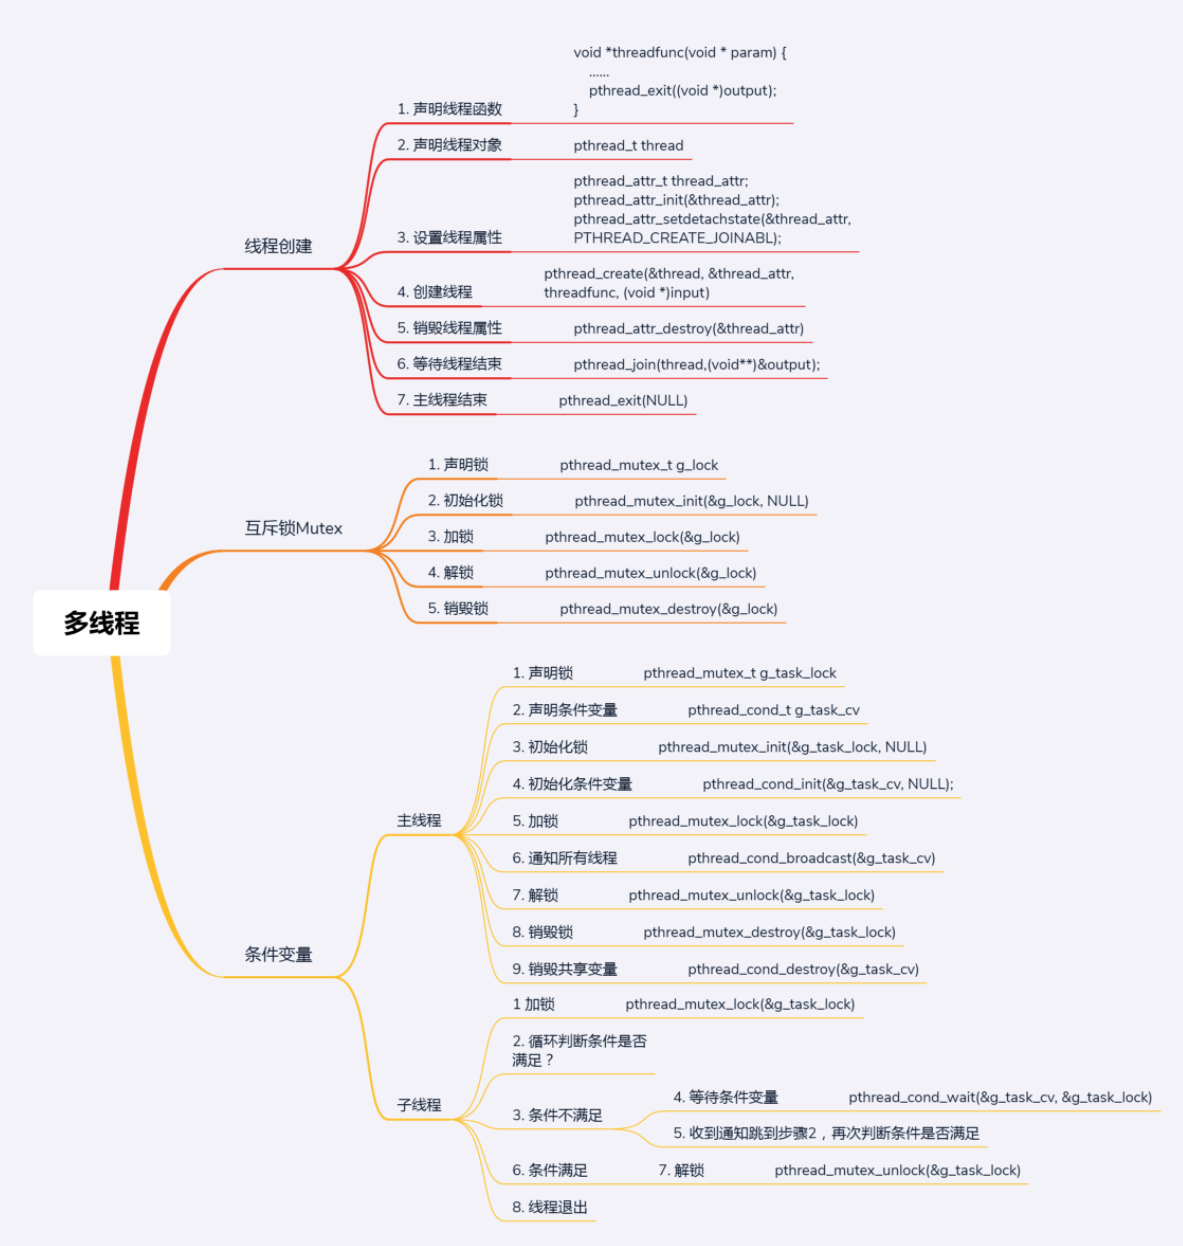 多线程
线程创建
1. 声明线程函数
void *threadfunc(void * param) {
......
pthread_exit((void *)output);
}
2. 声明线程对象
pthread_t thread
3. 设置线程属性
pthread_attr_t thread_attr;
pthread_attr_init(&thread_attr);
pthread_attr_setdetachstate(&thread_attr,
PTHREAD_CREATE_JOINABL);
4. 创建线程
pthread_create(&thread, &thread_attr,
threadfunc, (void *)input)
5. 销毁线程属性
pthread_attr_destroy(&thread_attr)
6. 等待线程结束
pthread_join(thread,(void**)&output);
7. 主线程结束
pthread_exit(NULL)
互斥锁Mutex
1. 声明锁
pthread_mutex_t g_lock
2. 初始化锁
pthread_mutex_init(&g_lock, NULL)
3. 加锁
pthread_mutex_lock(&g_lock)
4. 解锁
pthread_mutex_unlock(&g_lock)
5. 销毁锁
pthread_mutex_destroy(&g_lock)
条件变量
主线程
1. 声明锁
pthread_mutex_t g_task_lock
2. 声明条件变量
pthread_cond_t g_task_cv
3. 初始化锁
pthread_mutex_init(&g_task_lock, NULL)
4. 初始化条件变量
pthread_cond_init(&g_task_cv, NULL);
5. 加锁
pthread_mutex_lock(&g_task_lock)
6. 通知所有线程
pthread_cond_broadcast(&g_task_cv)
7. 解锁
pthread_mutex_unlock(&g_task_lock)
8. 销毁锁
pthread_mutex_destroy(&g_task_lock)
9. 销毁共享变量
pthread_cond_destroy(&g_task_cv)
子线程
1 加锁
pthread_mutex_lock(&g_task_lock)
2. 循环判断条件是否
满足？
3. 条件不满足
4. 等待条件变量
pthread_cond_wait(&g_task_cv, &g_task_lock)
5. 收到通知跳到步骤2，再次判断条件是否满足
6. 条件满足
7. 解锁
pthread_mutex_unlock(&g_task_lock)
8. 线程退出